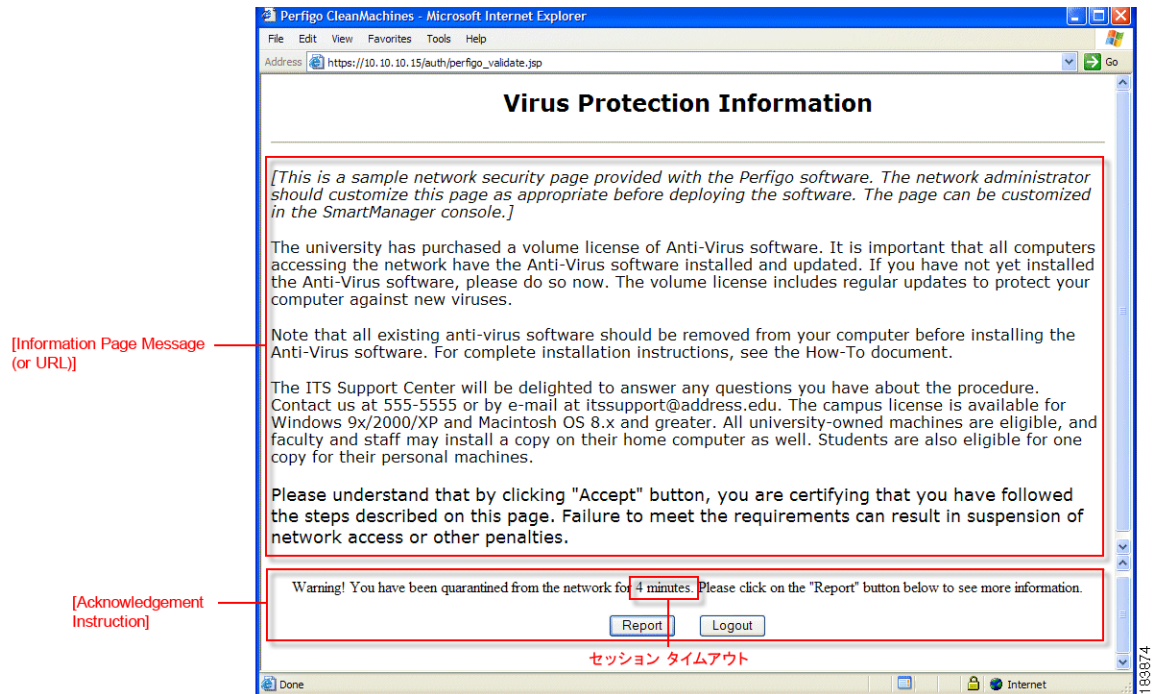 Perfigo CleanMachines - Microsoft Internet Explorer
File Edit View Favorites Tools Help
Address https://10.10.10.15/auth/perfigo_validate.jsp Go
Virus Protection Information
[This is a sample network security page provided with the Perfigo software. The network administrator
should customize this page as appropriate before deploying the software. The page can be customized
in the SmartManager console.]
The university has purchased a volume license of Anti-Virus software. It is important that all computers
accessing the network have the Anti-Virus software installed and updated. If you have not yet installed
the Anti-Virus software, please do so now. The volume license includes regular updates to protect your
computer against new viruses.
[Information Page Message
(or URL)]
Note that all existing anti-virus software should be removed from your computer before installing the
Anti-Virus software. For complete installation instructions, see the How-To document.
The ITS Support Center will be delighted to answer any questions you have about the procedure.
Contact us at 555-5555 or by e-mail at itssupport@address.edu. The campus license is available for
Windows 9x/2000/XP and Macintosh OS 8.x and greater. All university-owned machines are eligible, and
faculty and staff may install a copy on their home computer as well. Students are also eligible for one
copy for their personal machines.
Please understand that by clicking "Accept" button, you are certifying that you have followed
the steps described on this page. Failure to meet the requirements can result in suspension of
network access or other penalties.
Warning! You have been quarantined from the network for 4 minutes. Please click on the "Report" button below to see more information.
[Acknowledgement
Instruction]
Report Logout
セッション タイムアウト
Done Internet
183874